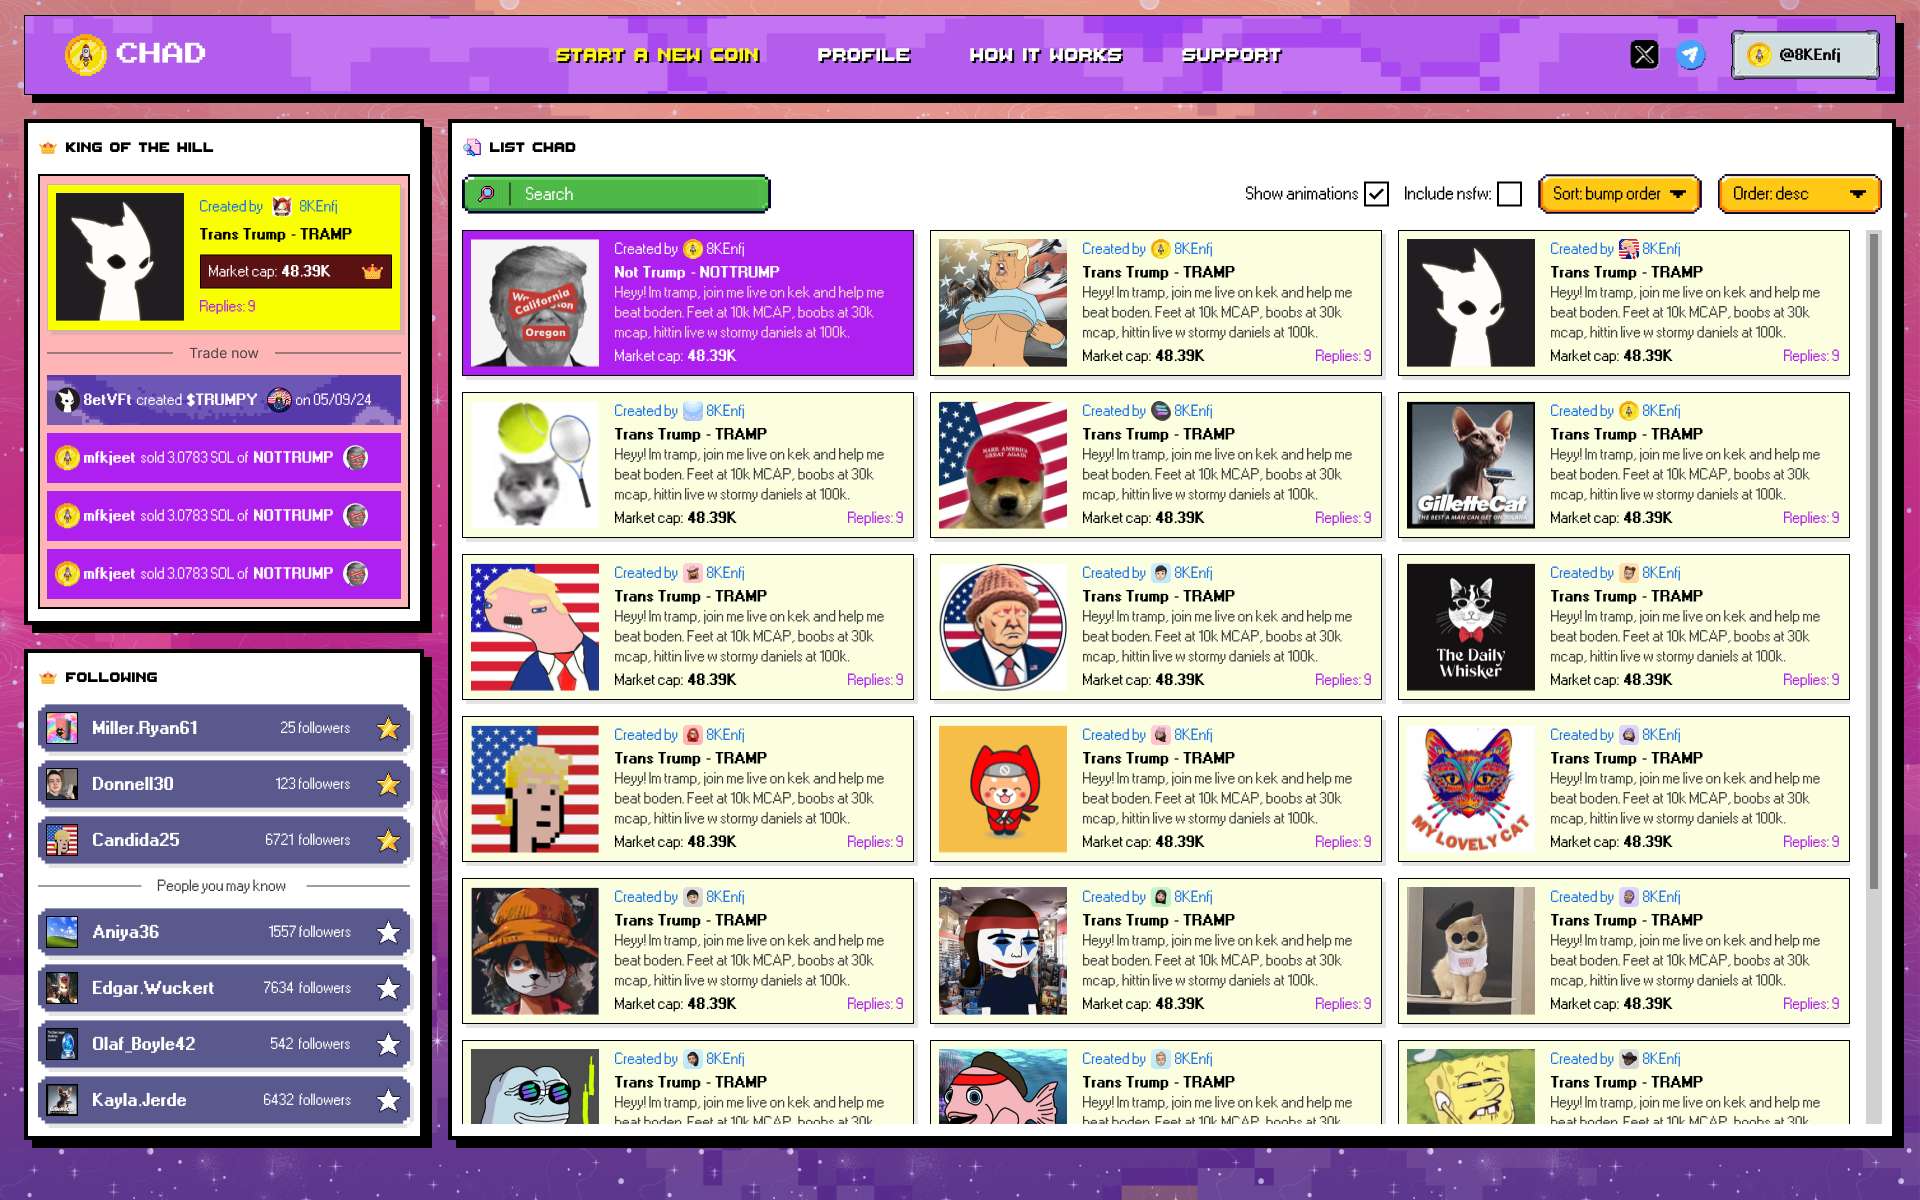 CHAD
START A NEW COIN
PROFILE
HOW IT WORKS
SUPPORT
@8KEnfj
KING OF THE HILL
Created by 8KEnfj
Trans Trump - TRAMP
Market cap: 48.39K
Replies: 9
Trade now
8etVFt created $TRUMPY on 05/09/24
mfkjeet sold 3.0783 SOL of NOTTRUMP
mfkjeet sold 3.0783 SOL of NOTTRUMP
mfkjeet sold 3.0783 SOL of NOTTRUMP
FOLLOWING
Miller.Ryan61 25 followers
Donnell30 123 followers
Candida25 6721 followers
People you may know
Aniya36 1557 followers
Edgar.Wuckert 7634 followers
Olaf_Boyle42 542 followers
Kayla.Jerde 6432 followers
LIST CHAD
Search
Show animations
Include nsfw:
Sort: bump order
Order: desc
California
Oregon
Created by 8KEnfj
Not Trump - NOTTRUMP
Heyy! Im tramp, join me live on kek and help me
beat boden. Feet at 10k MCAP, boobs at 30k
mcap, hittin live w stormy daniels at 100k.
Market cap: 48.39K
Created by 8KEnfj
Trans Trump - TRAMP
Heyy! Im tramp, join me live on kek and help me
beat boden. Feet at 10k MCAP, boobs at 30k
mcap, hittin live w stormy daniels at 100k.
Market cap: 48.39K Replies: 9
Created by 8KEnfj
Trans Trump - TRAMP
Heyy! Im tramp, join me live on kek and help me
beat boden. Feet at 10k MCAP, boobs at 30k
mcap, hittin live w stormy daniels at 100k.
Market cap: 48.39K Replies: 9
Created by 8KEnfj
Trans Trump - TRAMP
Heyy! Im tramp, join me live on kek and help me
beat boden. Feet at 10k MCAP, boobs at 30k
mcap, hittin live w stormy daniels at 100k.
Market cap: 48.39K Replies: 9
MAKE AMERICA
GREAT AGAIN
Created by 8KEnfj
Trans Trump - TRAMP
Heyy! Im tramp, join me live on kek and help me
beat boden. Feet at 10k MCAP, boobs at 30k
mcap, hittin live w stormy daniels at 100k.
Market cap: 48.39K Replies: 9
GilletteCat
THE BEST A MAN CAN GET ON SOLANA
Created by 8KEnfj
Trans Trump - TRAMP
Heyy! Im tramp, join me live on kek and help me
beat boden. Feet at 10k MCAP, boobs at 30k
mcap, hittin live w stormy daniels at 100k.
Market cap: 48.39K Replies: 9
Created by 8KEnfj
Trans Trump - TRAMP
Heyy! Im tramp, join me live on kek and help me
beat boden. Feet at 10k MCAP, boobs at 30k
mcap, hittin live w stormy daniels at 100k.
Market cap: 48.39K Replies: 9
Created by 8KEnfj
Trans Trump - TRAMP
Heyy! Im tramp, join me live on kek and help me
beat boden. Feet at 10k MCAP, boobs at 30k
mcap, hittin live w stormy daniels at 100k.
Market cap: 48.39K Replies: 9
The Daily
Whisker
Created by 8KEnfj
Trans Trump - TRAMP
Heyy! Im tramp, join me live on kek and help me
beat boden. Feet at 10k MCAP, boobs at 30k
mcap, hittin live w stormy daniels at 100k.
Market cap: 48.39K Replies: 9
Created by 8KEnfj
Trans Trump - TRAMP
Heyy! Im tramp, join me live on kek and help me
beat boden. Feet at 10k MCAP, boobs at 30k
mcap, hittin live w stormy daniels at 100k.
Market cap: 48.39K Replies: 9
Created by 8KEnfj
Trans Trump - TRAMP
Heyy! Im tramp, join me live on kek and help me
beat boden. Feet at 10k MCAP, boobs at 30k
mcap, hittin live w stormy daniels at 100k.
Market cap: 48.39K Replies: 9
MY LOVELY CAT
Created by 8KEnfj
Trans Trump - TRAMP
Heyy! Im tramp, join me live on kek and help me
beat boden. Feet at 10k MCAP, boobs at 30k
mcap, hittin live w stormy daniels at 100k.
Market cap: 48.39K Replies: 9
Created by 8KEnfj
Trans Trump - TRAMP
Heyy! Im tramp, join me live on kek and help me
beat boden. Feet at 10k MCAP, boobs at 30k
mcap, hittin live w stormy daniels at 100k.
Market cap: 48.39K Replies: 9
Created by 8KEnfj
Trans Trump - TRAMP
Heyy! Im tramp, join me live on kek and help me
beat boden. Feet at 10k MCAP, boobs at 30k
mcap, hittin live w stormy daniels at 100k.
Market cap: 48.39K Replies: 9
Created by 8KEnfj
Trans Trump - TRAMP
Heyy! Im tramp, join me live on kek and help me
beat boden. Feet at 10k MCAP, boobs at 30k
mcap, hittin live w stormy daniels at 100k.
Market cap: 48.39K Replies: 9
Created by 8KEnfj
Trans Trump - TRAMP
Heyy! Im tramp, join me live on kek and help me
beat boden. Feet at 10k MCAP, boobs at 30k
Created by 8KEnfj
Trans Trump - TRAMP
Heyy! Im tramp, join me live on kek and help me
beat boden. Feet at 10k MCAP, boobs at 30k
Created by 8KEnfj
Trans Trump - TRAMP
Heyy! Im tramp, join me live on kek and help me
beat boden. Feet at 10k MCAP, boobs at 30k